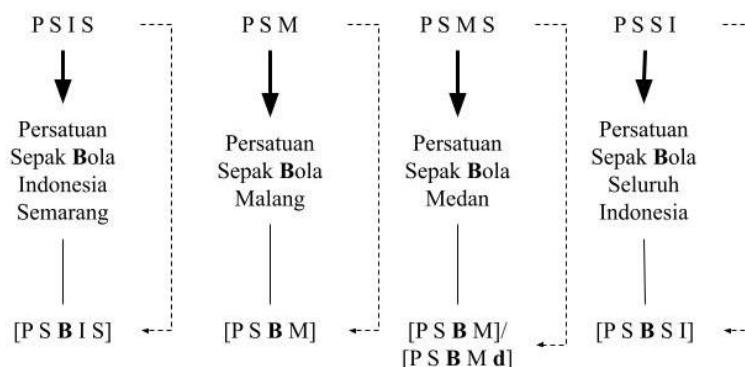 P S I S
Persatuan
Sepak Bola
Indonesia
Semarang
[P S B I S]
P S M
Persatuan
Sepak Bola
Malang
[P S B M]
P S M S
Persatuan
Sepak Bola
Medan
[P S B M]/
[P S B M d]
P S S I
Persatuan
Sepak Bola
Seluruh
Indonesia
[P S B S I]